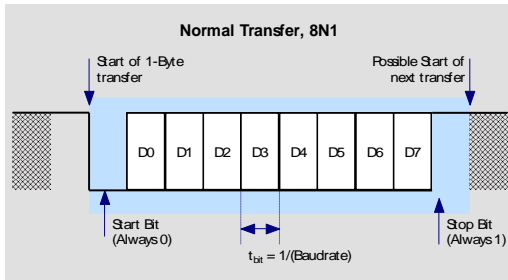 Normal Transfer, 8N1
Start of 1-Byte
transfer
Possible Start of
next transfer
D0 D1 D2 D3 D4 D5 D6 D7
Start Bit
(Always 0)
t_bit = 1/(Baudrate)
Stop Bit
(Always 1)